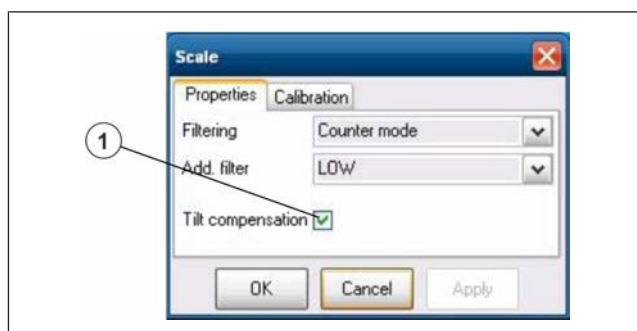 Scale
Properties Calibration
1
Filtering Counter mode
Add. filter LOW
Tilt compensation
OK Cancel Apply